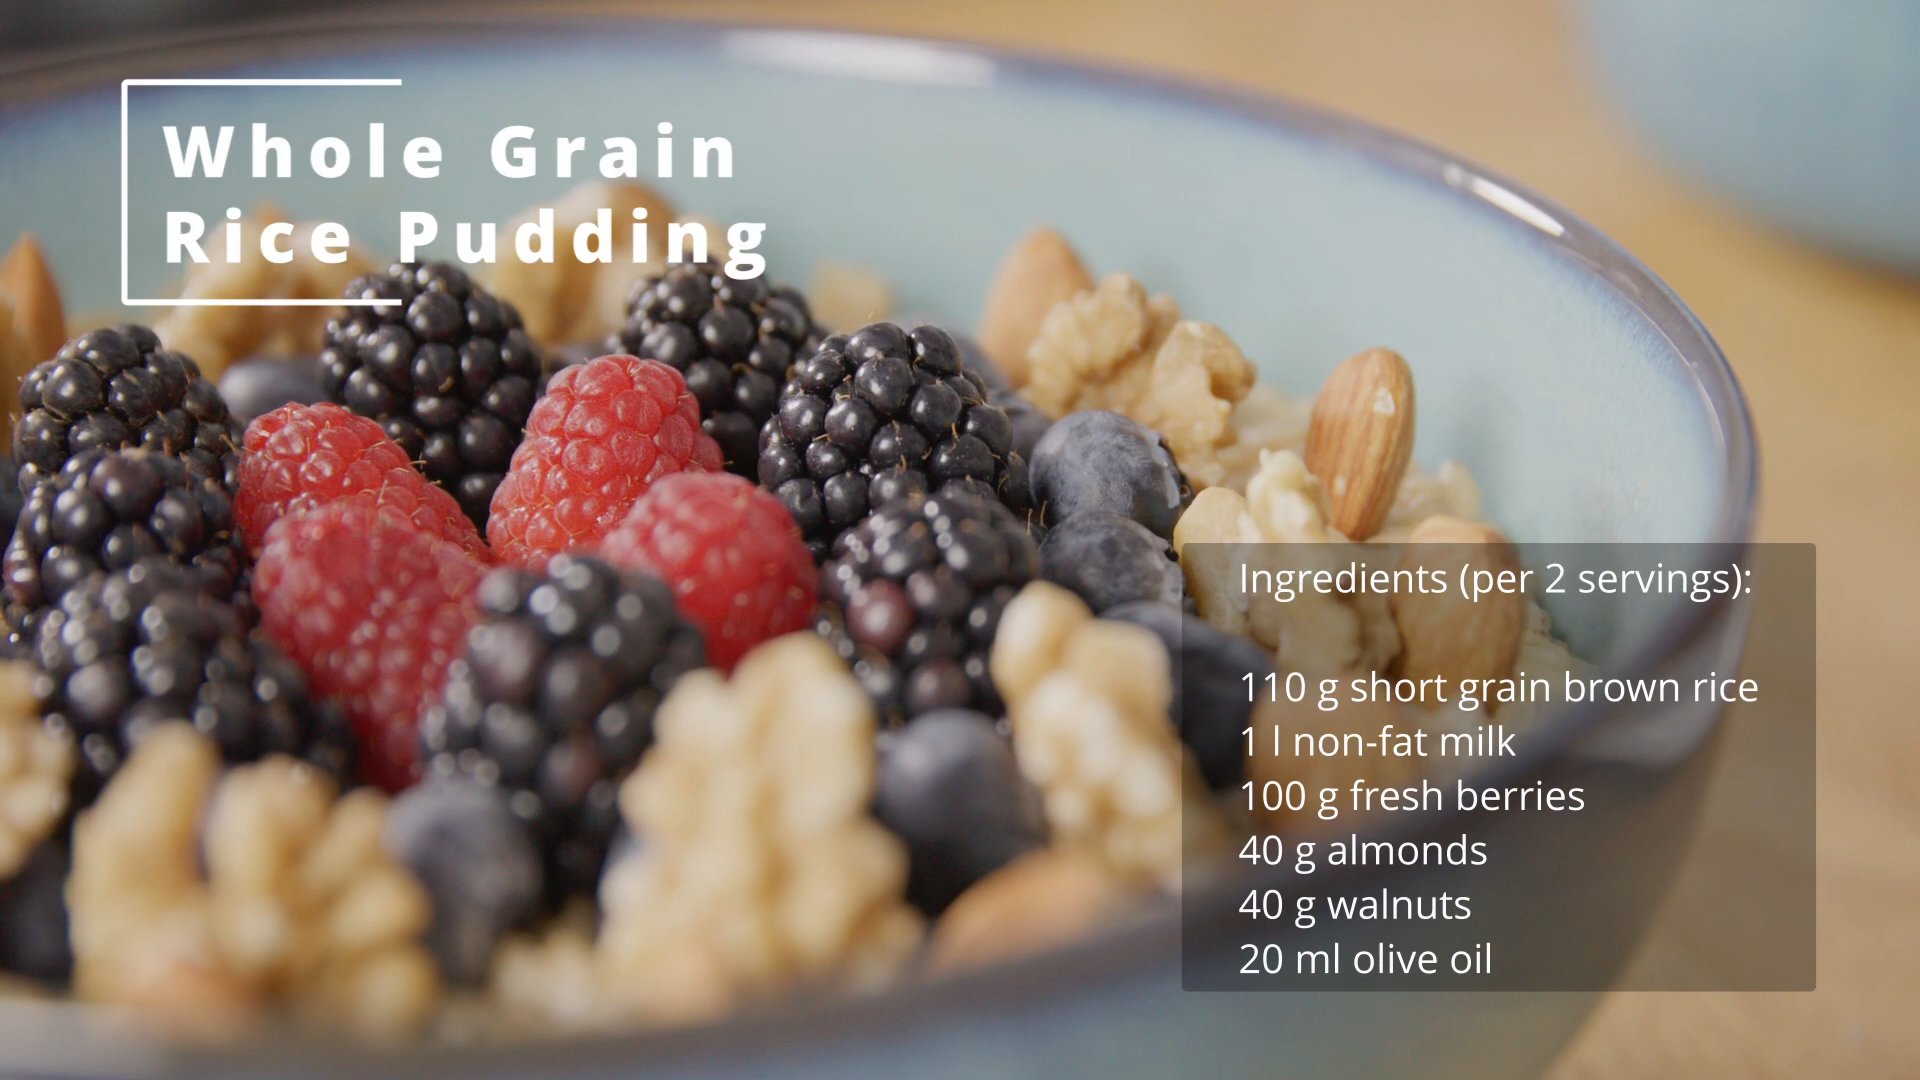 Whole Grain
Rice Pudding
Ingredients (per 2 servings):
110 g short grain brown rice
1 l non-fat milk
100 g fresh berries
40 g almonds
40 g walnuts
20 ml olive oil